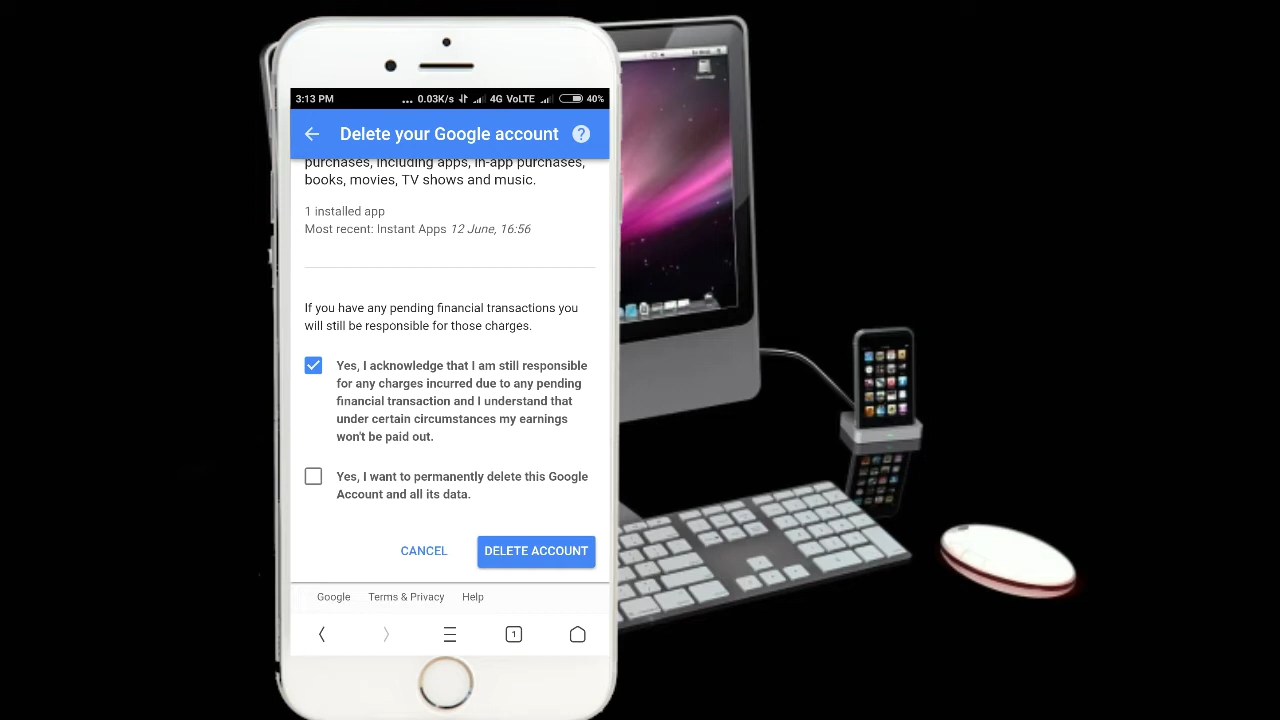 3:13 PM ... 0.03K/s 4G VoLTE 40%
Delete your Google account ?
purchases, including apps, in-app purchases,
books, movies, TV shows and music.
1 installed app
Most recent: Instant Apps 12 June, 16:56
If you have any pending financial transactions you
will still be responsible for those charges.
Yes, I acknowledge that I am still responsible
for any charges incurred due to any pending
financial transaction and I understand that
under certain circumstances my earnings
won't be paid out.
Yes, I want to permanently delete this Google
Account and all its data.
CANCEL DELETE ACCOUNT
Google Terms & Privacy Help
1